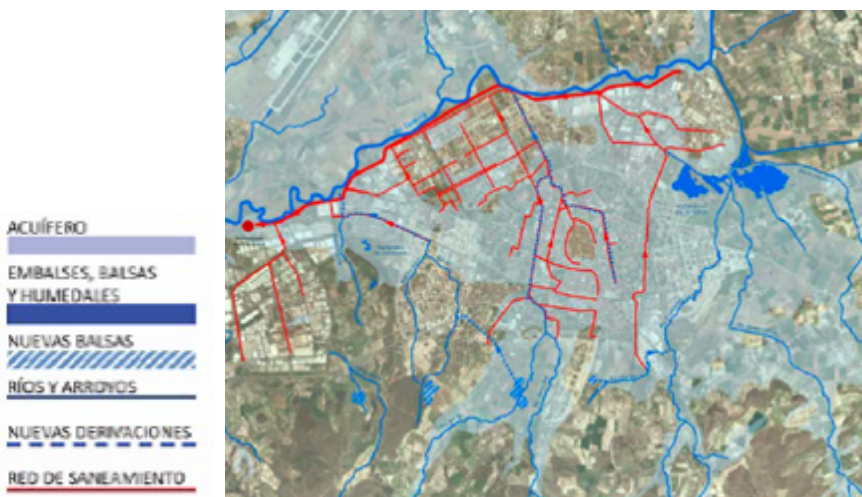 ACUÍFERO
EMBALSES, BALSAS
Y HUMEDALES
NUEVAS BALSAS
RÍOS Y ARROYOS
NUEVAS DERIVACIONES
RED DE SANEAMIENTO